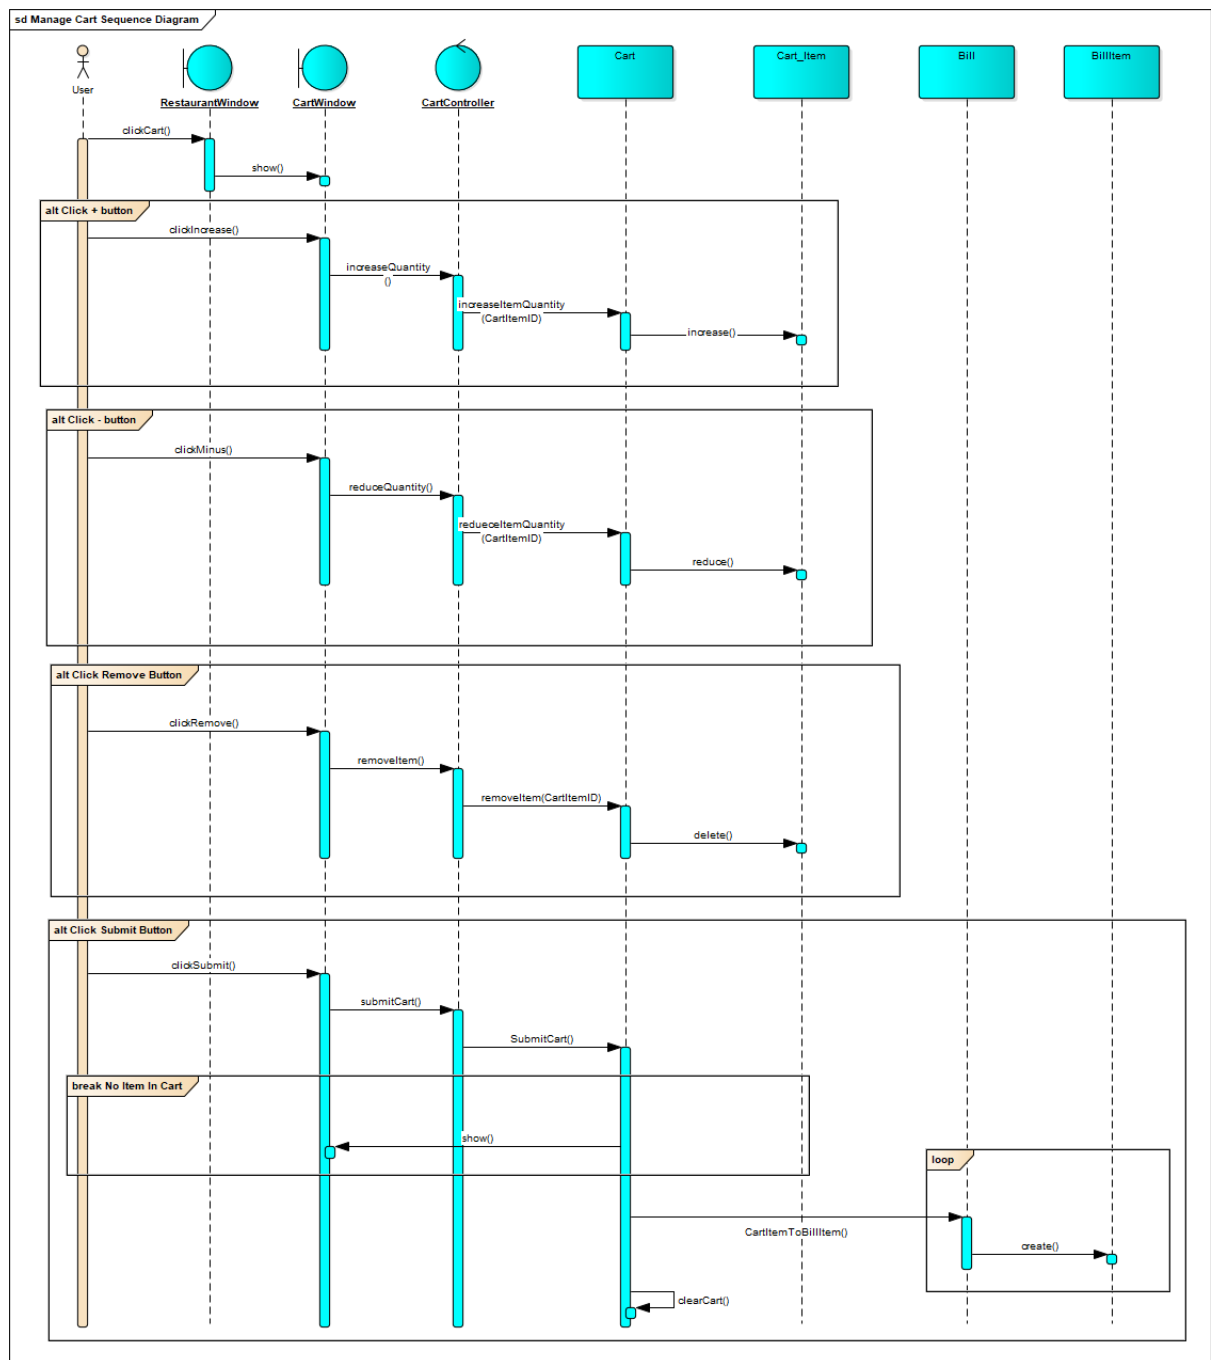 sd Manage Cart Sequence Diagram
User
RestaurantWindow
CartWindow
CartController
Cart
Cart_Item
Bill
BillItem
clickCart()
show()
alt Click + button
clickIncrease()
increaseQuantity
()
increaseItemQuantity
(CartItemID)
increase()
alt Click - button
clickMinus()
reduceQuantity()
redueceItemQuantity
(CartItemID)
reduce()
alt Click Remove Button
clickRemove()
removeItem()
removeItem(CartItemID)
delete()
alt Click Submit Button
clickSubmit()
submitCart()
SubmitCart()
break No Item In Cart
show()
loop
CartItemToBillItem()
create()
clearCart()